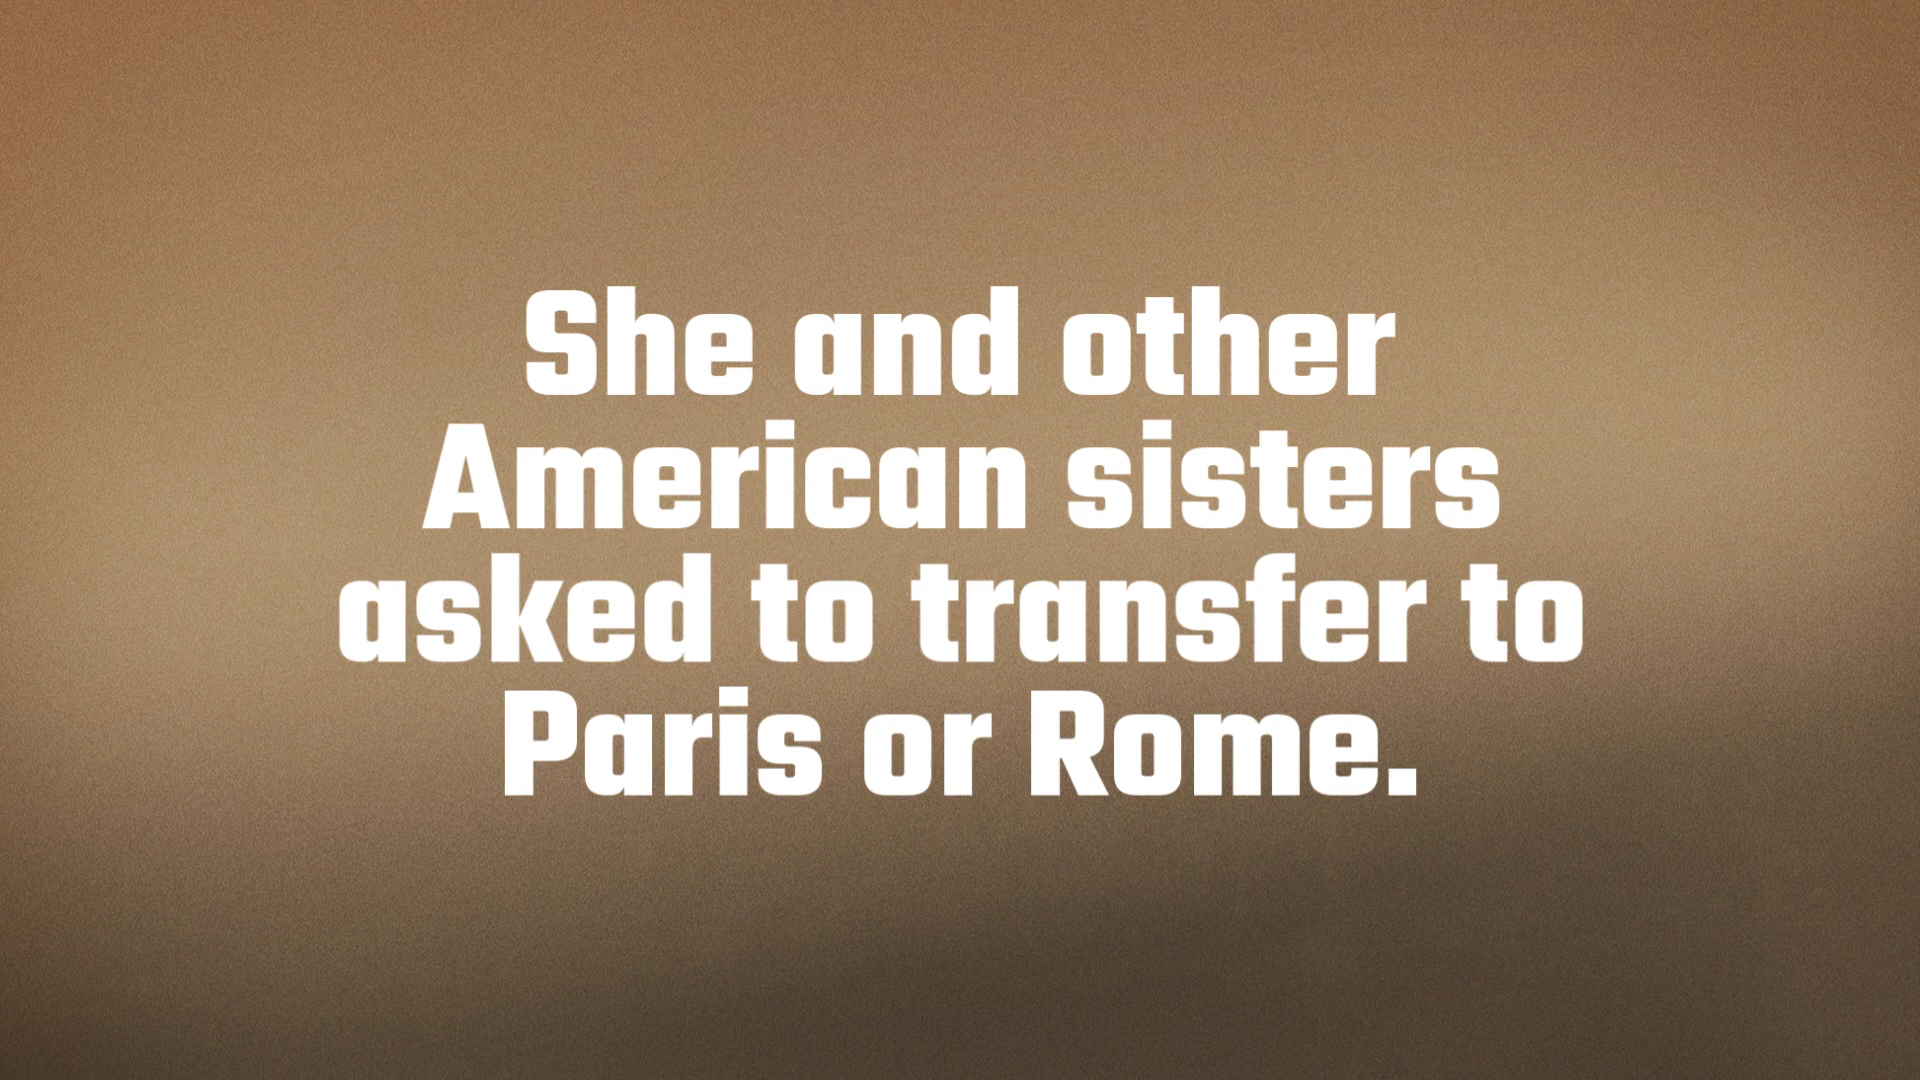 She and other
American sisters
asked to transfer to
Paris or Rome.